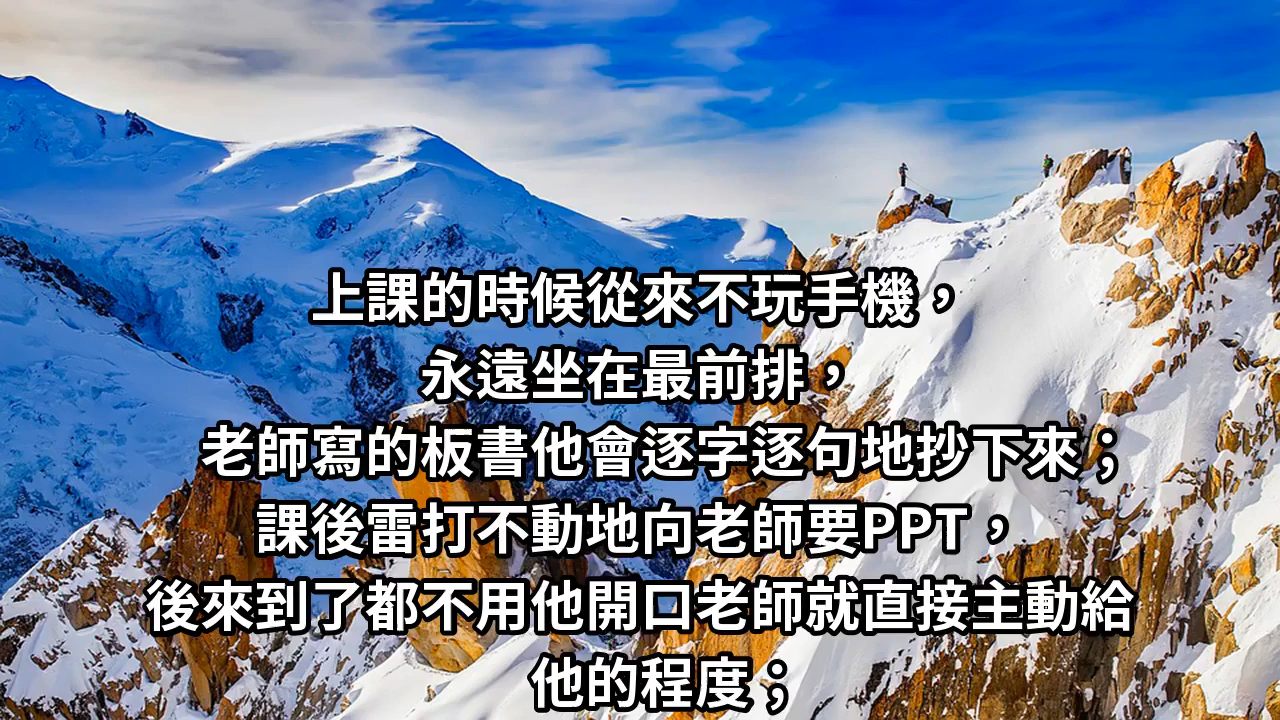 上課的時候從來不玩手機，
永遠坐在最前排，
老師寫的板書他會逐字逐句地抄下來；
課後雷打不動地向老師要PPT，
後來到了都不用他開口老師就直接主動給
他的程度；